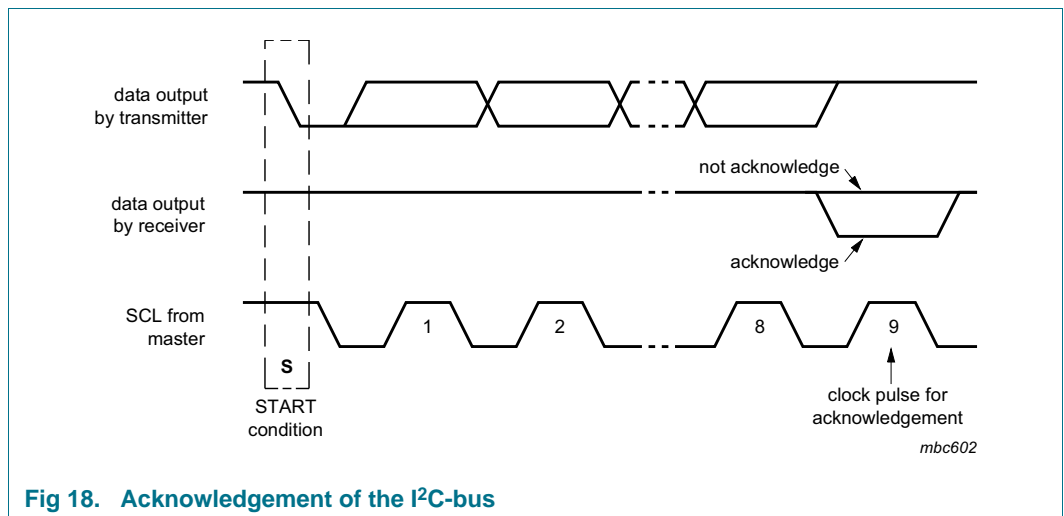 data output
by transmitter
not acknowledge
data output
by receiver
acknowledge
SCL from
master
1
2
8
9
S
START
condition
clock pulse for
acknowledgement
mbc602
Fig 18. Acknowledgement of the I²C-bus